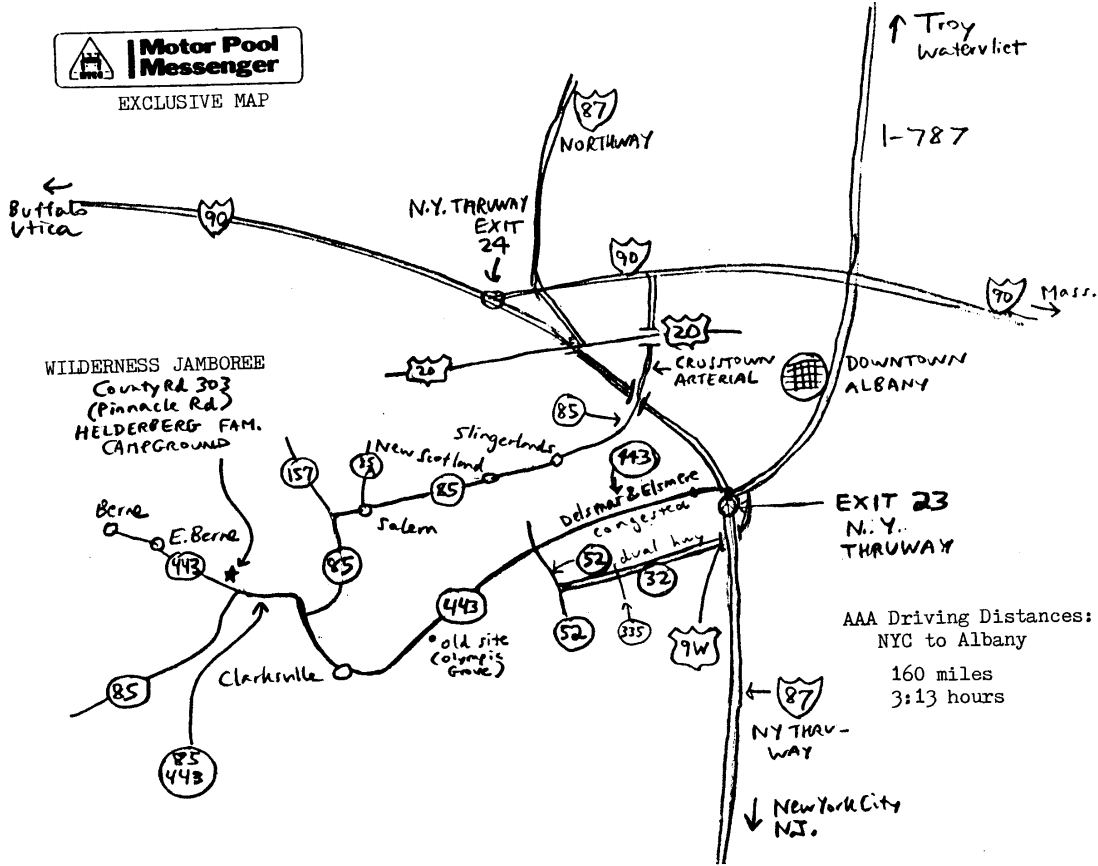 Motor Pool
Messenger
EXCLUSIVE MAP
↑ Troy
Watervliet
I-787
87
NORTHWAY
← Buffalo
Utica
90
N.Y. THRUWAY
EXIT
24
90
90
Mass.
20
20
← CROSSTOWN
ARTERIAL
DOWNTOWN
ALBANY
WILDERNESS JAMBOREE
County Rd 303
(Pinnacle Rd)
HELDERBERG FAM.
CAMPGROUND
85
Slingerlands
New Scotland
85
157
85
Salem
443
Delsmar & Elsmere
congested
EXIT 23
N.Y.
THRUWAY
Berne
E. Berne
443
85
dual hwy
52
32
443
52
335
9W
• old site
(Olympic
Grove)
Clarksville
85
85
443
AAA Driving Distances:
NYC to Albany
160 miles
3:13 hours
← 87
NY THRU-
WAY
↓ New York City
N.J.